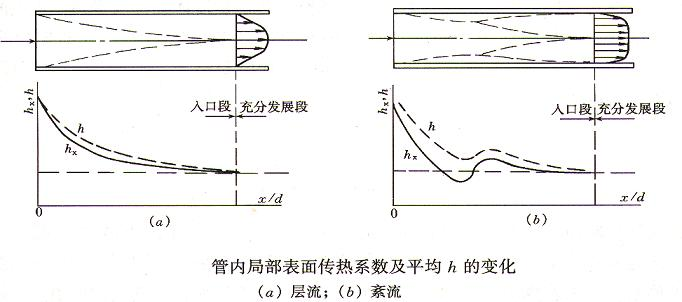 入口段 充分发展段
hₓ,h
h
hₓ
0
x/d
(a)
入口段 充分发展段
hₓ,h
h
hₓ
0
x/d
(b)
管内局部表面传热系数及平均 h 的变化
(a) 层流; (b) 紊流